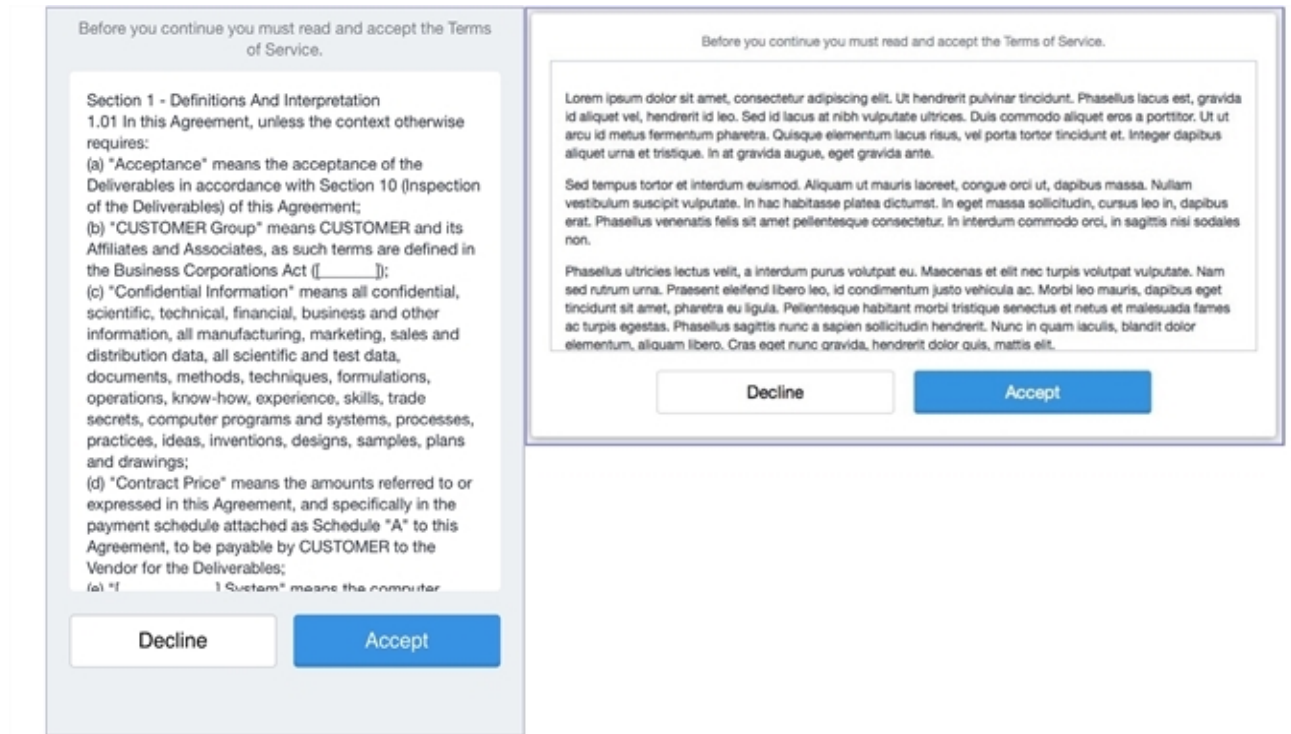 Before you continue you must read and accept the Terms
of Service.
Section 1 - Definitions And Interpretation
1.01 In this Agreement, unless the context otherwise
requires:
(a) "Acceptance" means the acceptance of the
Deliverables in accordance with Section 10 (Inspection
of the Deliverables) of this Agreement;
(b) "CUSTOMER Group" means CUSTOMER and its
Affiliates and Associates, as such terms are defined in
the Business Corporations Act ([_______]);
(c) "Confidential Information" means all confidential,
scientific, technical, financial, business and other
information, all manufacturing, marketing, sales and
distribution data, all scientific and test data,
documents, methods, techniques, formulations,
operations, know-how, experience, skills, trade
secrets, computer programs and systems, processes,
practices, ideas, inventions, designs, samples, plans
and drawings;
(d) "Contract Price" means the amounts referred to or
expressed in this Agreement, and specifically in the
payment schedule attached as Schedule "A" to this
Agreement, to be payable by CUSTOMER to the
Vendor for the Deliverables;
(e) "[___________] System" means the computer
Decline
Accept
Before you continue you must read and accept the Terms of Service.
Lorem ipsum dolor sit amet, consectetur adipiscing elit. Ut hendrerit pulvinar tincidunt. Phasellus lacus est, gravida
id aliquet vel, hendrerit id leo. Sed id lacus at nibh vulputate ultrices. Duis commodo aliquet eros a porttitor. Ut ut
arcu id metus fermentum pharetra. Quisque elementum lacus risus, vel porta tortor tincidunt et. Integer dapibus
aliquet urna et tristique. In at gravida augue, eget gravida ante.
Sed tempus tortor et interdum euismod. Aliquam ut mauris laoreet, congue orci ut, dapibus massa. Nullam
vestibulum suscipit vulputate. In hac habitasse platea dictumst. In eget massa sollicitudin, cursus leo in, dapibus
erat. Phasellus venenatis felis sit amet pellentesque consectetur. In interdum commodo orci, in sagittis nisi sodales
non.
Phasellus ultricies lectus velit, a interdum purus volutpat eu. Maecenas et elit nec turpis volutpat vulputate. Nam
sed rutrum urna. Praesent eleifend libero leo, id condimentum justo vehicula ac. Morbi leo mauris, dapibus eget
tincidunt sit amet, pharetra eu ligula. Pellentesque habitant morbi tristique senectus et netus et malesuada fames
ac turpis egestas. Phasellus sagittis nunc a sapien sollicitudin hendrerit. Nunc in quam iaculis, blandit dolor
elementum, aliquam libero. Cras eget nunc gravida, hendrerit dolor quis, mattis elit.
Decline
Accept